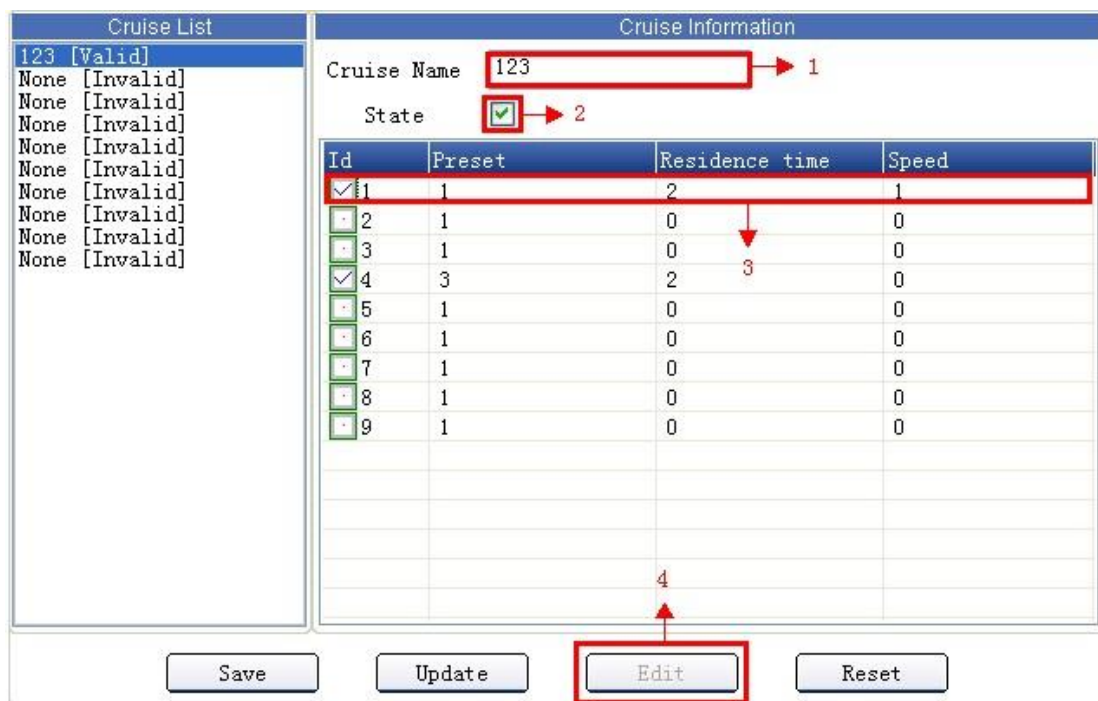 Cruise List
123 [Valid]
None [Invalid]
None [Invalid]
None [Invalid]
None [Invalid]
None [Invalid]
None [Invalid]
None [Invalid]
None [Invalid]
None [Invalid]
Cruise Information
Cruise Name 123 1
State 2
Id Preset Residence time Speed
1 1 2 1
2 1 0 0
3 1 0 0
3
4 3 2 0
5 1 0 0
6 1 0 0
7 1 0 0
8 1 0 0
9 1 0 0
4
Save Update Edit Reset